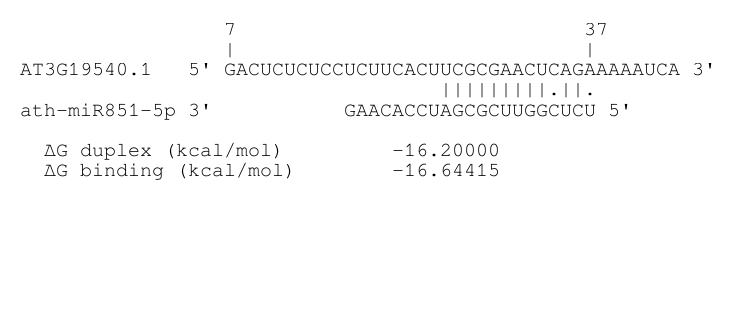 7 37
| |
AT3G19540.1 5' GACUCUCUCCUCUUCACUUCGCGAACUCAGAAAAAUCA 3'
|||||||||.||.
ath-miR851-5p 3' GAACACCUAGCGCUUGGCUCU 5'
ΔG duplex (kcal/mol) -16.20000
ΔG binding (kcal/mol) -16.64415